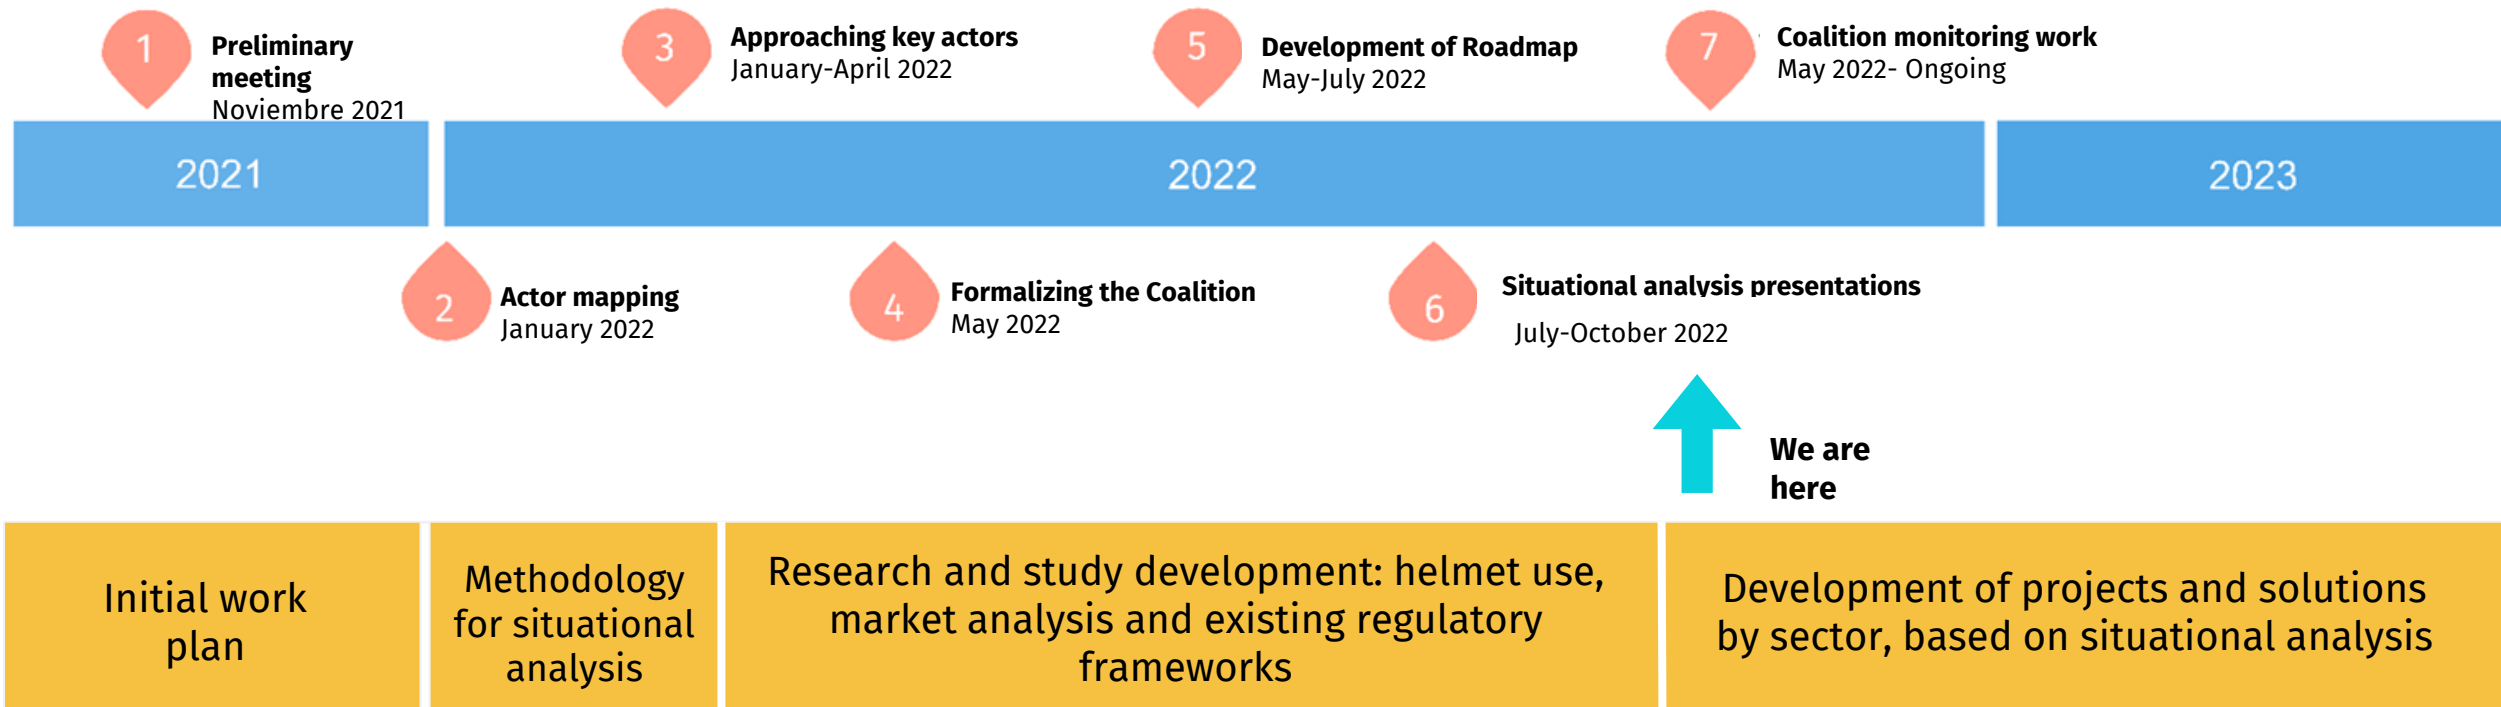 1
Preliminary
meeting
Noviembre 2021
3
Approaching key actors
January-April 2022
5
Development of Roadmap
May-July 2022
7
Coalition monitoring work
May 2022- Ongoing
2021
2022
2023
2
Actor mapping
January 2022
4
Formalizing the Coalition
May 2022
6
Situational analysis presentations
July-October 2022
We are
here
Initial work
plan
Methodology
for situational
analysis
Research and study development: helmet use,
market analysis and existing regulatory
frameworks
Development of projects and solutions
by sector, based on situational analysis